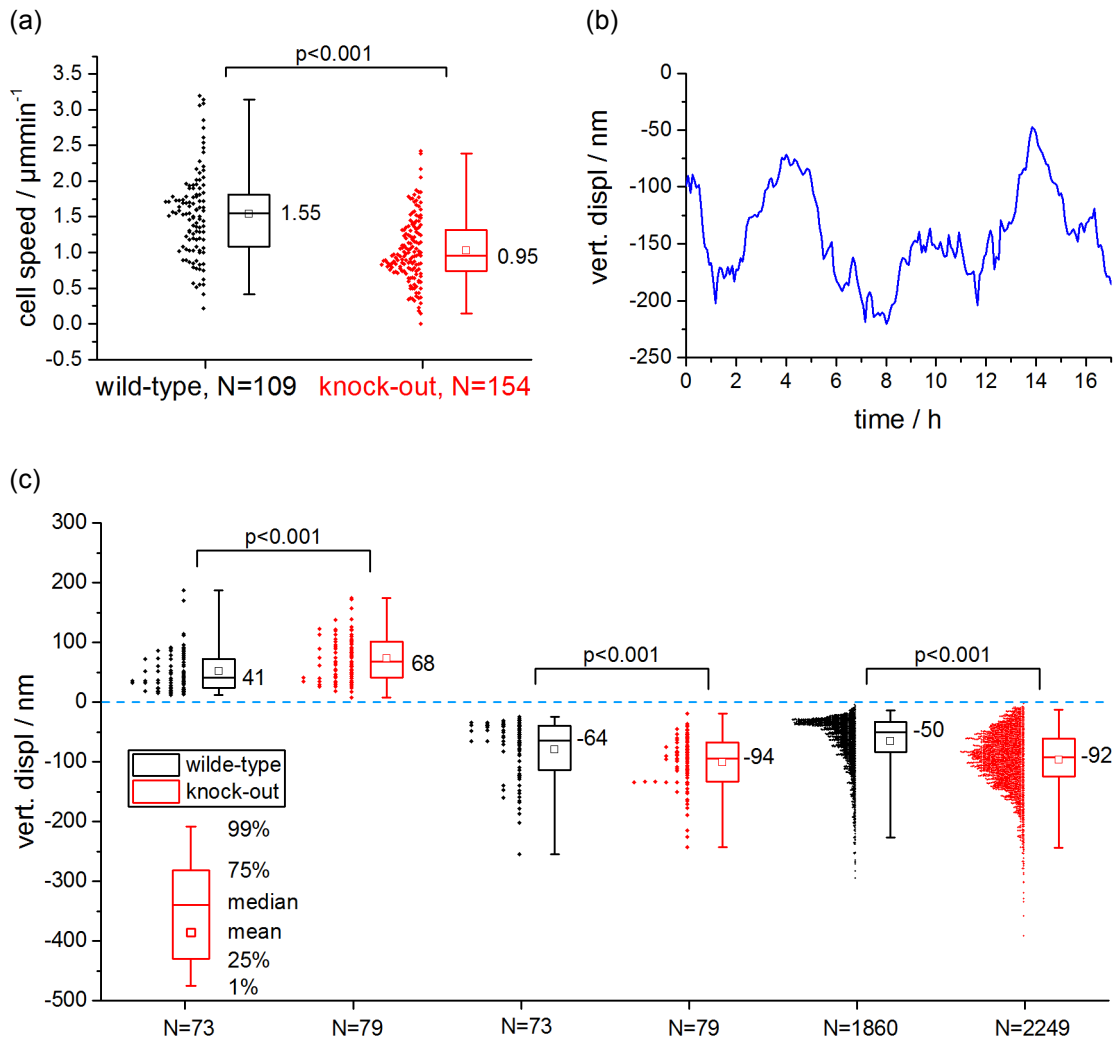 (a)
p<0.001
3.5
3.0
2.5
2.0
1.5
1.0
0.5
0.0
-0.5
cell speed / µmmin⁻¹
1.55
0.95
wild-type, N=109 knock-out, N=154
(b)
0
-50
-100
-150
-200
-250
vert. displ / nm
0 2 4 6 8 10 12 14 16
time / h
(c)
300
200
100
0
-100
-200
-300
-400
-500
vert. displ / nm
p<0.001
41
68
p<0.001
-64
-94
p<0.001
-50
-92
wilde-type
knock-out
99%
75%
median
mean
25%
1%
N=73 N=79 N=73 N=79 N=1860 N=2249